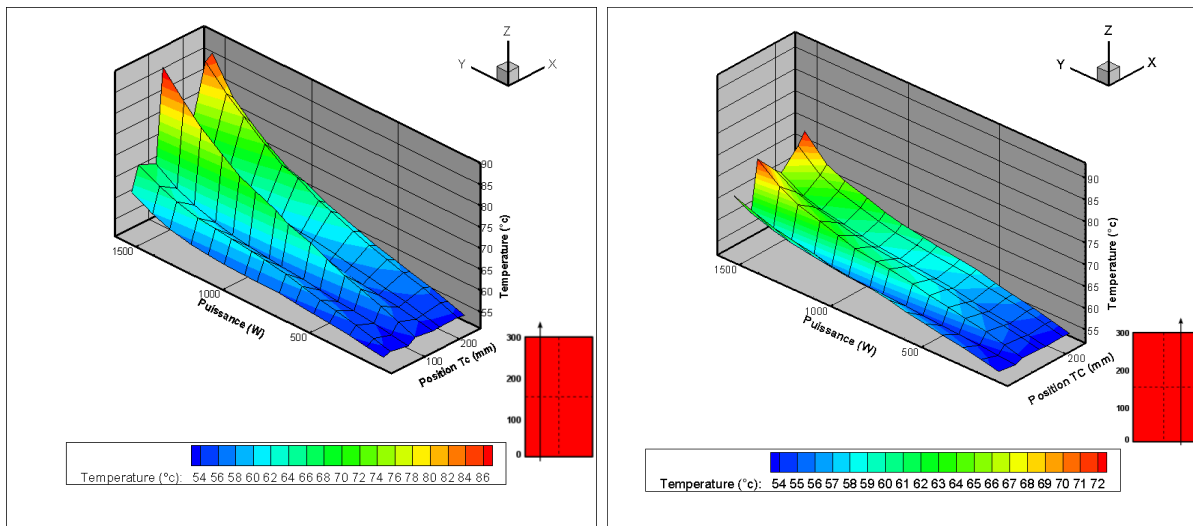 Z
Y
X
90
85
80
75
70
65
60
55
Temperature (°c)
1500
1000
500
Puissance (W)
100
200
Position Tc (mm)
300
200
100
0
Temperature (°c): 54 56 58 60 62 64 66 68 70 72 74 76 78 80 82 84 86
Z
Y
X
90
85
80
75
70
65
60
55
Temperature (°c)
1500
1000
500
Puissance (W)
200
Position TC (mm)
300
200
100
0
Temperature (°c): 54 55 56 57 58 59 60 61 62 63 64 65 66 67 68 69 70 71 72